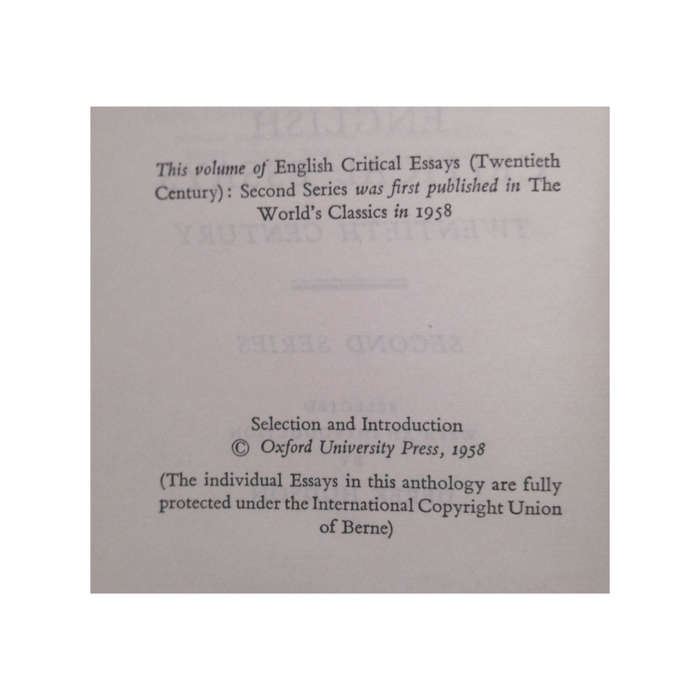 This volume of English Critical Essays (Twentieth
Century): Second Series was first published in The
World's Classics in 1958
Selection and Introduction
© Oxford University Press, 1958
(The individual Essays in this anthology are fully
protected under the International Copyright Union
of Berne)